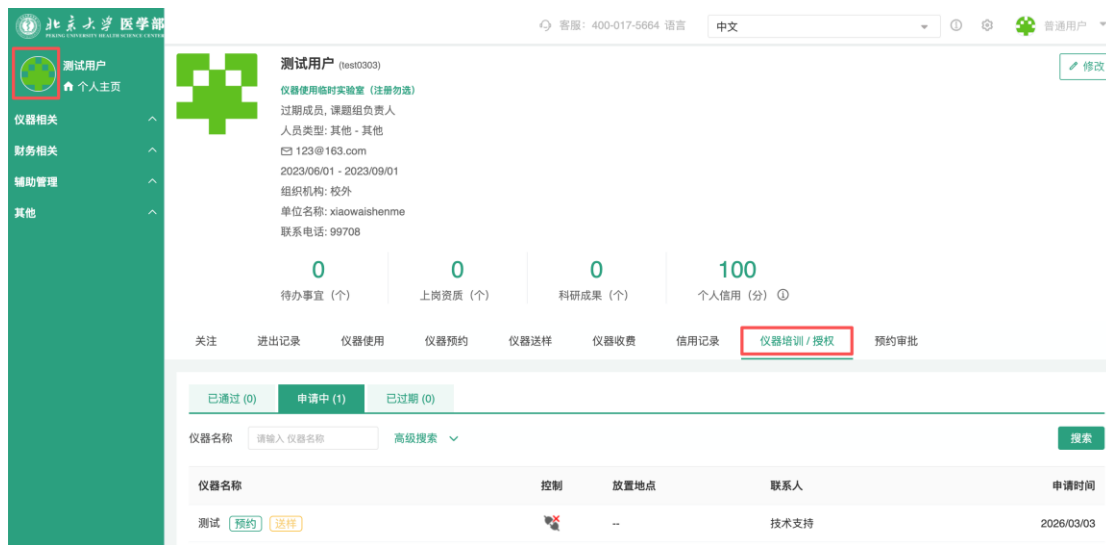 北京大学 医学部
PEKING UNIVERSITY HEALTH SCIENCE CENTER
客服：400-017-5664 语言 中文 普通用户
测试用户
个人主页
仪器相关
财务相关
辅助管理
其他
测试用户 (test0303)
修改
仪器使用临时实验室（注册勿选）
过期成员, 课题组负责人
人员类型: 其他 - 其他
123@163.com
2023/06/01 - 2023/09/01
组织机构: 校外
单位名称: xiaowaishenme
联系电话: 99708
0 0 0 100
待办事宜（个） 上岗资质（个） 科研成果（个） 个人信用（分）
关注 进出记录 仪器使用 仪器预约 仪器送样 仪器收费 信用记录 仪器培训 / 授权 预约审批
已通过 (0) 申请中 (1) 已过期 (0)
仪器名称 请输入 仪器名称 高级搜索 搜索
仪器名称 控制 放置地点 联系人 申请时间
测试 预约 送样 -- 技术支持 2026/03/03